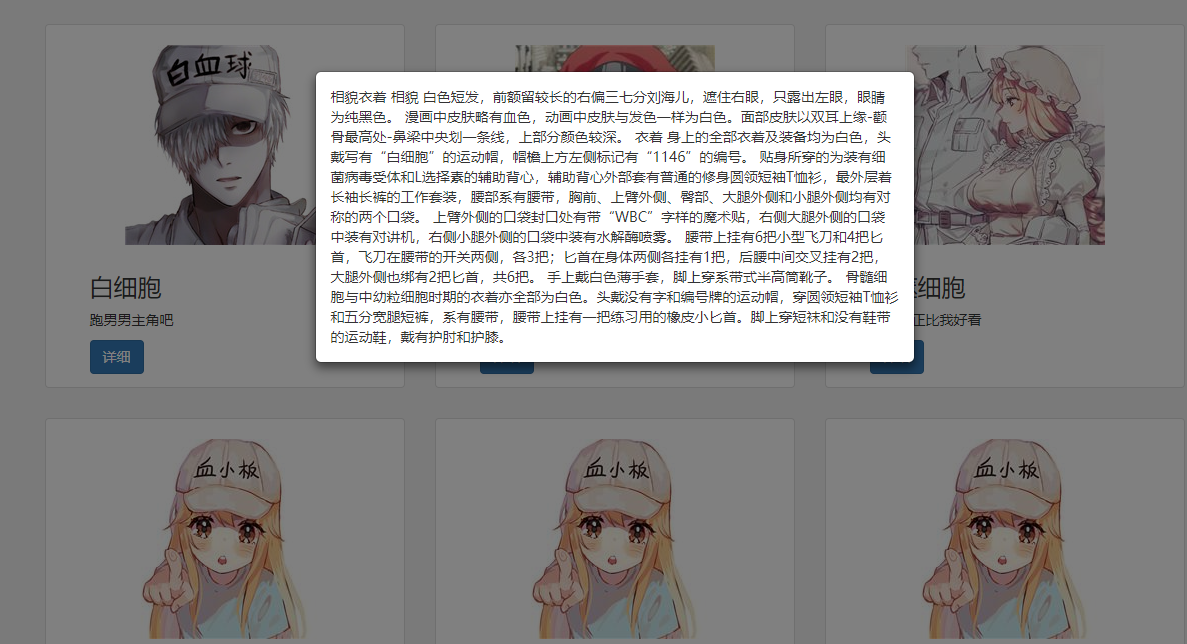 白血球
相貌衣着 相貌 白色短发，前额留较长的右偏三七分刘海儿，遮住右眼，只露出左眼，眼睛
为纯黑色。 漫画中皮肤略有血色，动画中皮肤与发色一样为白色。面部皮肤以双耳上缘-颧
骨最高处-鼻梁中央划一条线，上部分颜色较深。 衣着 身上的全部衣着及装备均为白色，头
戴写有“白细胞”的运动帽，帽檐上方左侧标记有“1146”的编号。 贴身所穿的为装有细
菌病毒受体和L选择素的辅助背心，辅助背心外部套有普通的修身圆领短袖T恤衫，最外层着
长袖长裤的工作套装，腰部系有腰带，胸前、上臂外侧、臀部、大腿外侧和小腿外侧均有对
称的两个口袋。 上臂外侧的口袋封口处有带“WBC”字样的魔术贴，右侧大腿外侧的口袋
中装有对讲机，右侧小腿外侧的口袋中装有水解酶喷雾。 腰带上挂有6把小型飞刀和4把匕
首，飞刀在腰带的开关两侧，各3把；匕首在身体两侧各挂有1把，后腰中间交叉挂有2把，
大腿外侧也绑有2把匕首，共6把。 手上戴白色薄手套，脚上穿系带式半高筒靴子。 骨髓细
胞与中幼粒细胞时期的衣着亦全部为白色。头戴没有字和编号牌的运动帽，穿圆领短袖T恤衫
和五分宽腿短裤，系有腰带，腰带上挂有一把练习用的橡皮小匕首。脚上穿短袜和没有鞋带
的运动鞋，戴有护肘和护膝。
白细胞
跑男男主角吧
详细
细胞
正比我好看
血小板
血小板
血小板